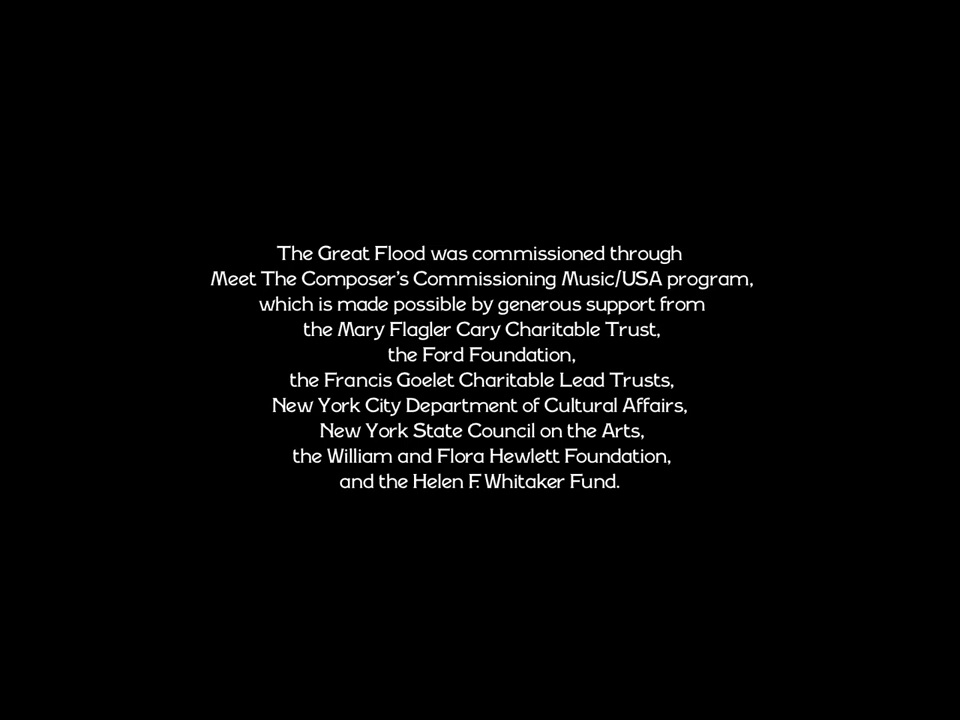 The Great Flood was commissioned through
Meet The Composer's Commissioning Music/USA program,
which is made possible by generous support from
the Mary Flagler Cary Charitable Trust,
the Ford Foundation,
the Francis Goelet Charitable Lead Trusts,
New York City Department of Cultural Affairs,
New York State Council on the Arts,
the William and Flora Hewlett Foundation,
and the Helen F. Whitaker Fund.